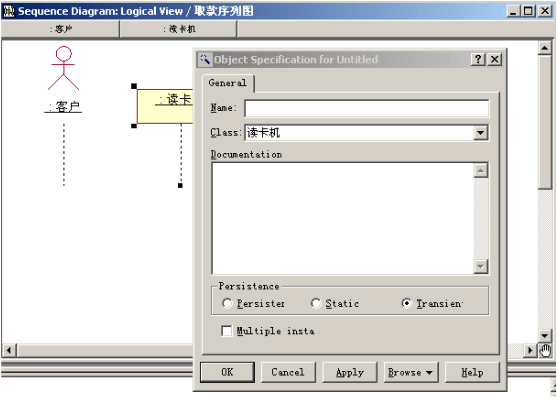 Sequence Diagram: Logical View / 取款序列图
: 客户
: 读卡机
: 客户
: 读卡
Object Specification for Untitled
General
Name:
Class: 读卡机
Documentation
Persistence
Persister
Static
Transien
Multiple insta
OK
Cancel
Apply
Browse
Help